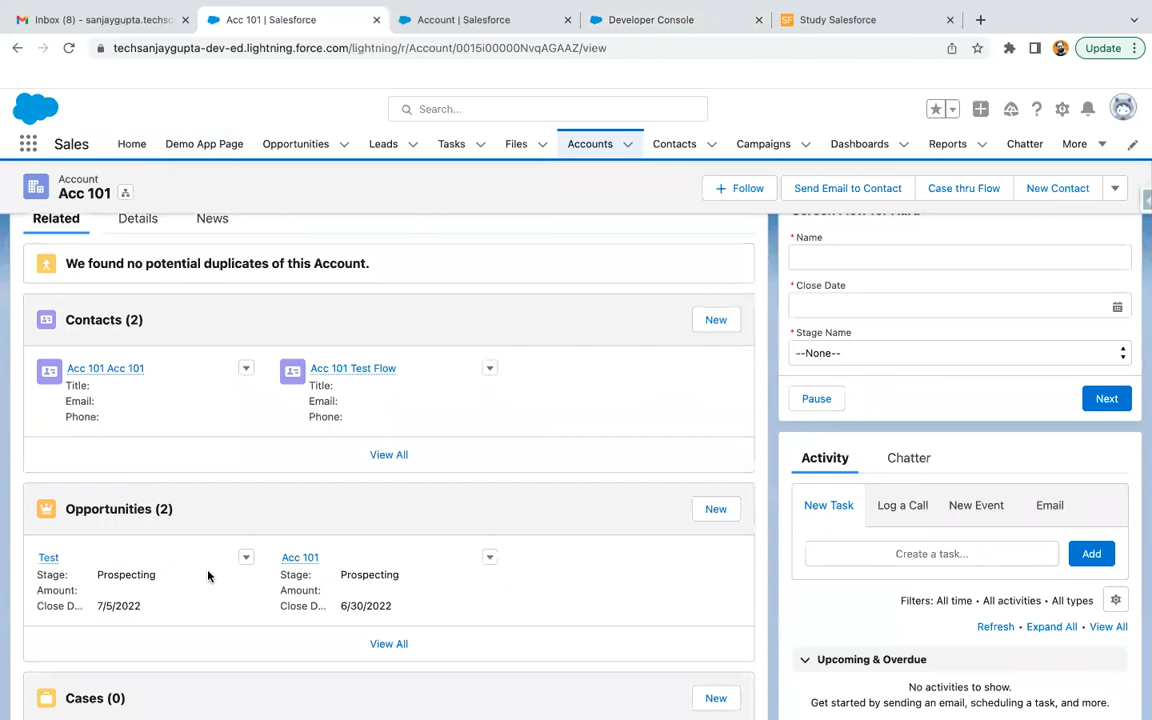 Inbox (8) - sanjaygupta.techsc
Acc 101 | Salesforce
Account | Salesforce
Developer Console
SF
Study Salesforce
techsanjaygupta-dev-ed.lightning.force.com/lightning/r/Account/0015i00000NvqAGAAZ/view
Update
Search...
Sales
Home
Demo App Page
Opportunities
Leads
Tasks
Files
Accounts
Contacts
Campaigns
Dashboards
Reports
Chatter
More
Account
Acc 101
Follow
Send Email to Contact
Case thru Flow
New Contact
Related
Details
News
We found no potential duplicates of this Account.
Contacts (2)
New
Acc 101 Acc 101
Title:
Email:
Phone:
Acc 101 Test Flow
Title:
Email:
Phone:
View All
Opportunities (2)
New
Test
Stage: Prospecting
Amount:
Close D... 7/5/2022
Acc 101
Stage: Prospecting
Amount:
Close D... 6/30/2022
View All
Cases (0)
New
* Name
* Close Date
* Stage Name
--None--
Pause
Next
Activity
Chatter
New Task
Log a Call
New Event
Email
Create a task...
Add
Filters: All time • All activities • All types
Refresh • Expand All • View All
Upcoming & Overdue
No activities to show.
Get started by sending an email, scheduling a task, and more.